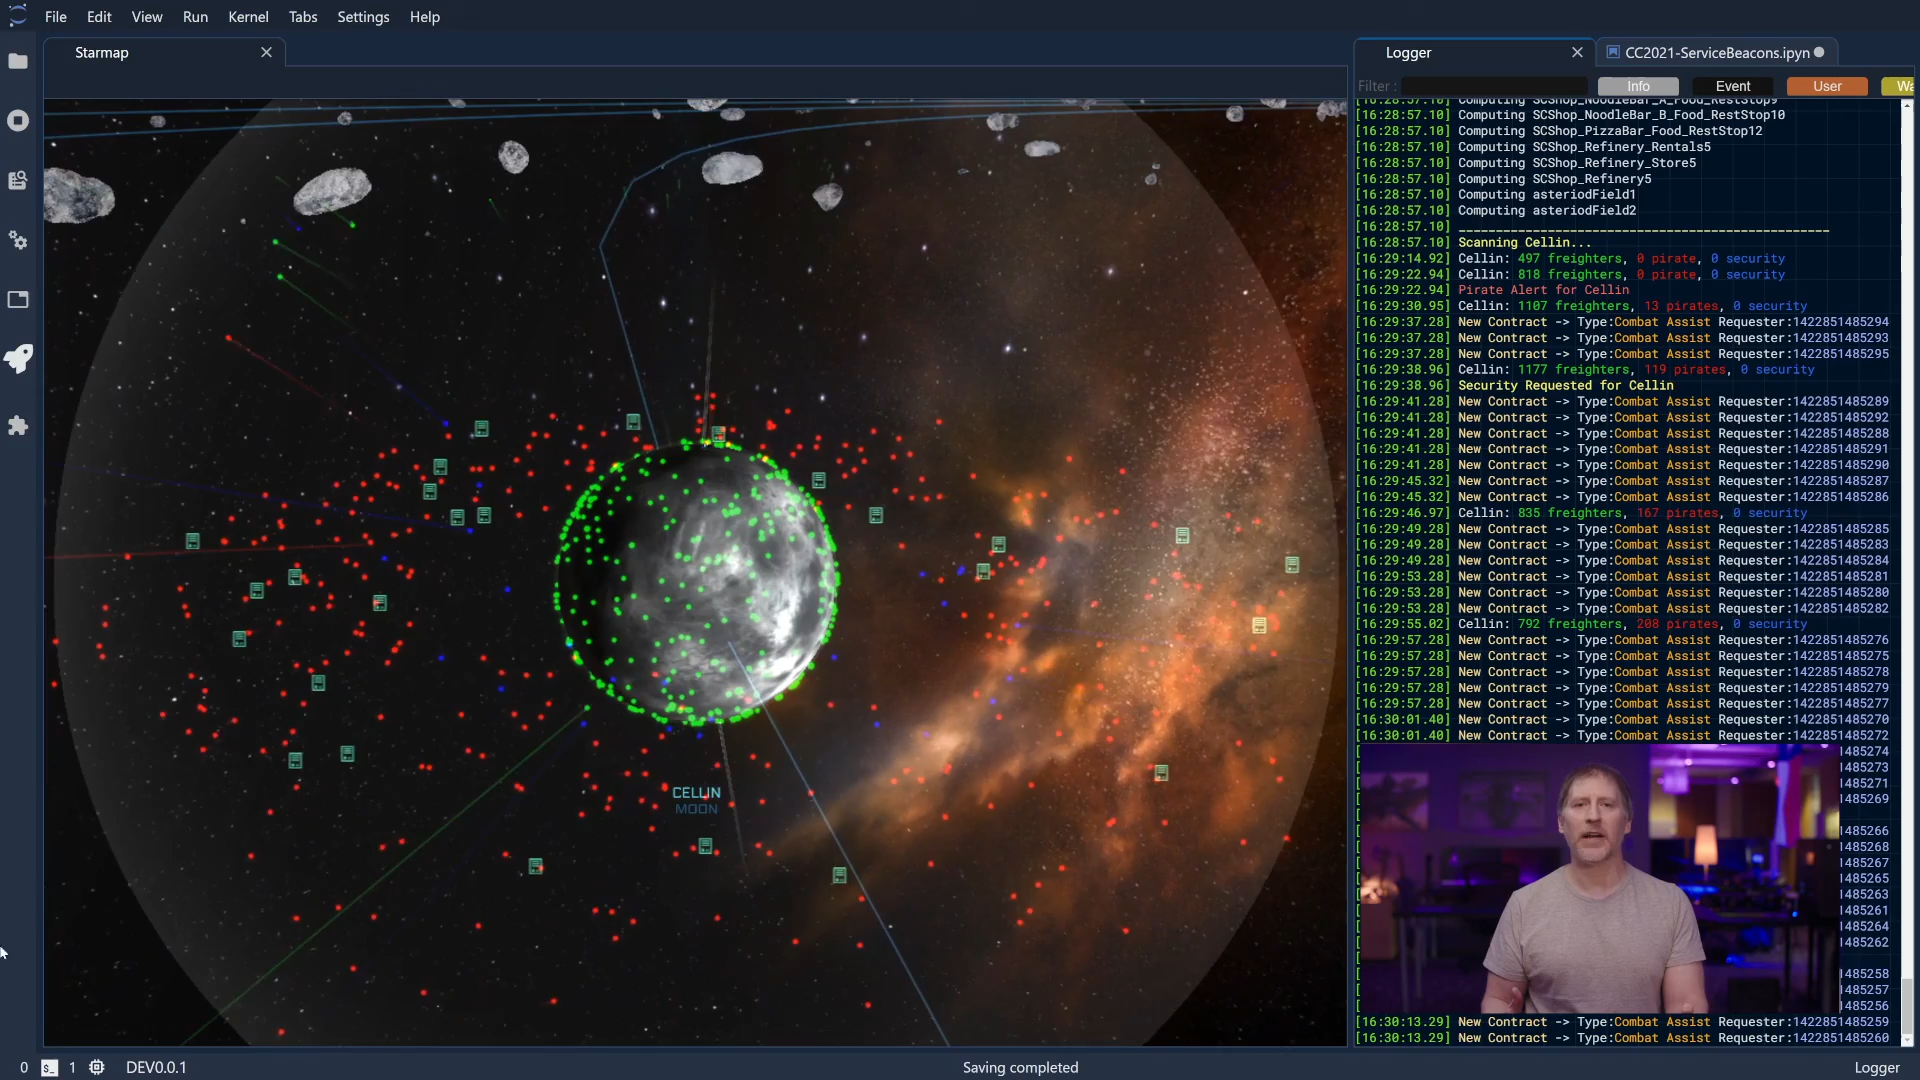 File Edit View Run Kernel Tabs Settings Help
Starmap
Logger
CC2021-ServiceBeacons.ipyn
Filter :
Info
Event
User
[16:28:57.10] Computing SCShop_NoodleBar_A_Food_RestStop9
[16:28:57.10] Computing SCShop_NoodleBar_B_Food_RestStop10
[16:28:57.10] Computing SCShop_PizzaBar_Food_RestStop12
[16:28:57.10] Computing SCShop_Refinery_Rentals5
[16:28:57.10] Computing SCShop_Refinery_Store5
[16:28:57.10] Computing SCShop_Refinery5
[16:28:57.10] Computing asteriodField1
[16:28:57.10] Computing asteriodField2
[16:28:57.10] __________________________________________________
[16:28:57.10] Scanning Cellin...
[16:29:14.92] Cellin: 497 freighters, 0 pirate, 0 security
[16:29:22.94] Cellin: 818 freighters, 0 pirate, 0 security
[16:29:22.94] Pirate Alert for Cellin
[16:29:30.95] Cellin: 1107 freighters, 13 pirates, 0 security
[16:29:37.28] New Contract -> Type:Combat Assist Requester:1422851485294
[16:29:37.28] New Contract -> Type:Combat Assist Requester:1422851485293
[16:29:37.28] New Contract -> Type:Combat Assist Requester:1422851485295
[16:29:38.96] Cellin: 1177 freighters, 119 pirates, 0 security
[16:29:38.96] Security Requested for Cellin
[16:29:41.28] New Contract -> Type:Combat Assist Requester:1422851485289
[16:29:41.28] New Contract -> Type:Combat Assist Requester:1422851485292
[16:29:41.28] New Contract -> Type:Combat Assist Requester:1422851485288
[16:29:41.28] New Contract -> Type:Combat Assist Requester:1422851485291
[16:29:41.28] New Contract -> Type:Combat Assist Requester:1422851485290
[16:29:45.32] New Contract -> Type:Combat Assist Requester:1422851485287
[16:29:45.32] New Contract -> Type:Combat Assist Requester:1422851485286
[16:29:46.97] Cellin: 835 freighters, 167 pirates, 0 security
[16:29:49.28] New Contract -> Type:Combat Assist Requester:1422851485285
[16:29:49.28] New Contract -> Type:Combat Assist Requester:1422851485283
[16:29:49.28] New Contract -> Type:Combat Assist Requester:1422851485284
[16:29:53.28] New Contract -> Type:Combat Assist Requester:1422851485281
[16:29:53.28] New Contract -> Type:Combat Assist Requester:1422851485280
[16:29:53.28] New Contract -> Type:Combat Assist Requester:1422851485282
[16:29:55.02] Cellin: 792 freighters, 208 pirates, 0 security
[16:29:57.28] New Contract -> Type:Combat Assist Requester:1422851485276
[16:29:57.28] New Contract -> Type:Combat Assist Requester:1422851485275
[16:29:57.28] New Contract -> Type:Combat Assist Requester:1422851485278
[16:29:57.28] New Contract -> Type:Combat Assist Requester:1422851485279
[16:29:57.28] New Contract -> Type:Combat Assist Requester:1422851485277
[16:30:01.40] New Contract -> Type:Combat Assist Requester:1422851485270
[16:30:01.40] New Contract -> Type:Combat Assist Requester:1422851485272
1485274
1485273
1485271
1485269
1485266
1485268
1485267
1485265
1485263
1485261
1485264
1485262
1485258
1485257
1485256
[16:30:13.29] New Contract -> Type:Combat Assist Requester:1422851485259
[16:30:13.29] New Contract -> Type:Combat Assist Requester:1422851485260
CELLIN
MOON
0 1 DEV0.0.1
Saving completed
Logger